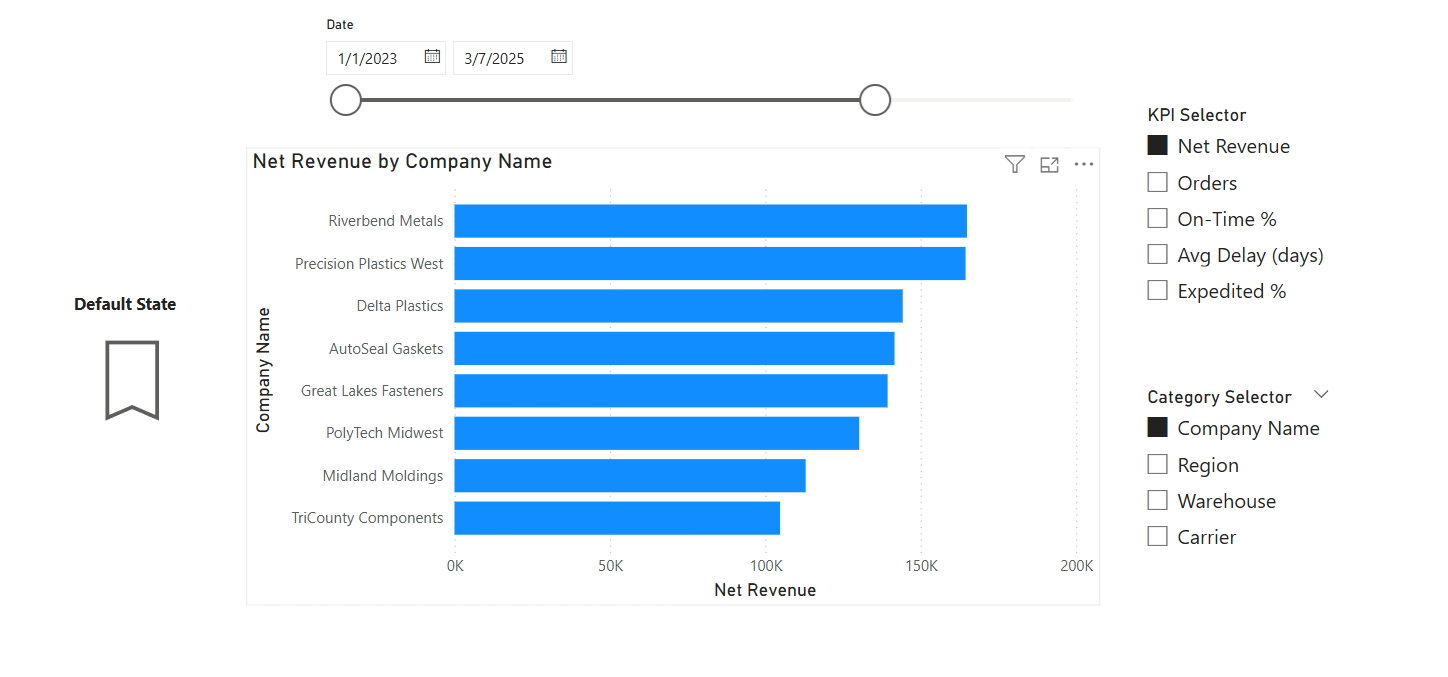 Date
1/1/2023
3/7/2025
KPI Selector
Net Revenue
Orders
On-Time %
Avg Delay (days)
Expedited %
Net Revenue by Company Name
Company Name
Riverbend Metals
Precision Plastics West
Delta Plastics
AutoSeal Gaskets
Great Lakes Fasteners
PolyTech Midwest
Midland Moldings
TriCounty Components
0K 50K 100K 150K 200K
Net Revenue
Default State
Category Selector
Company Name
Region
Warehouse
Carrier